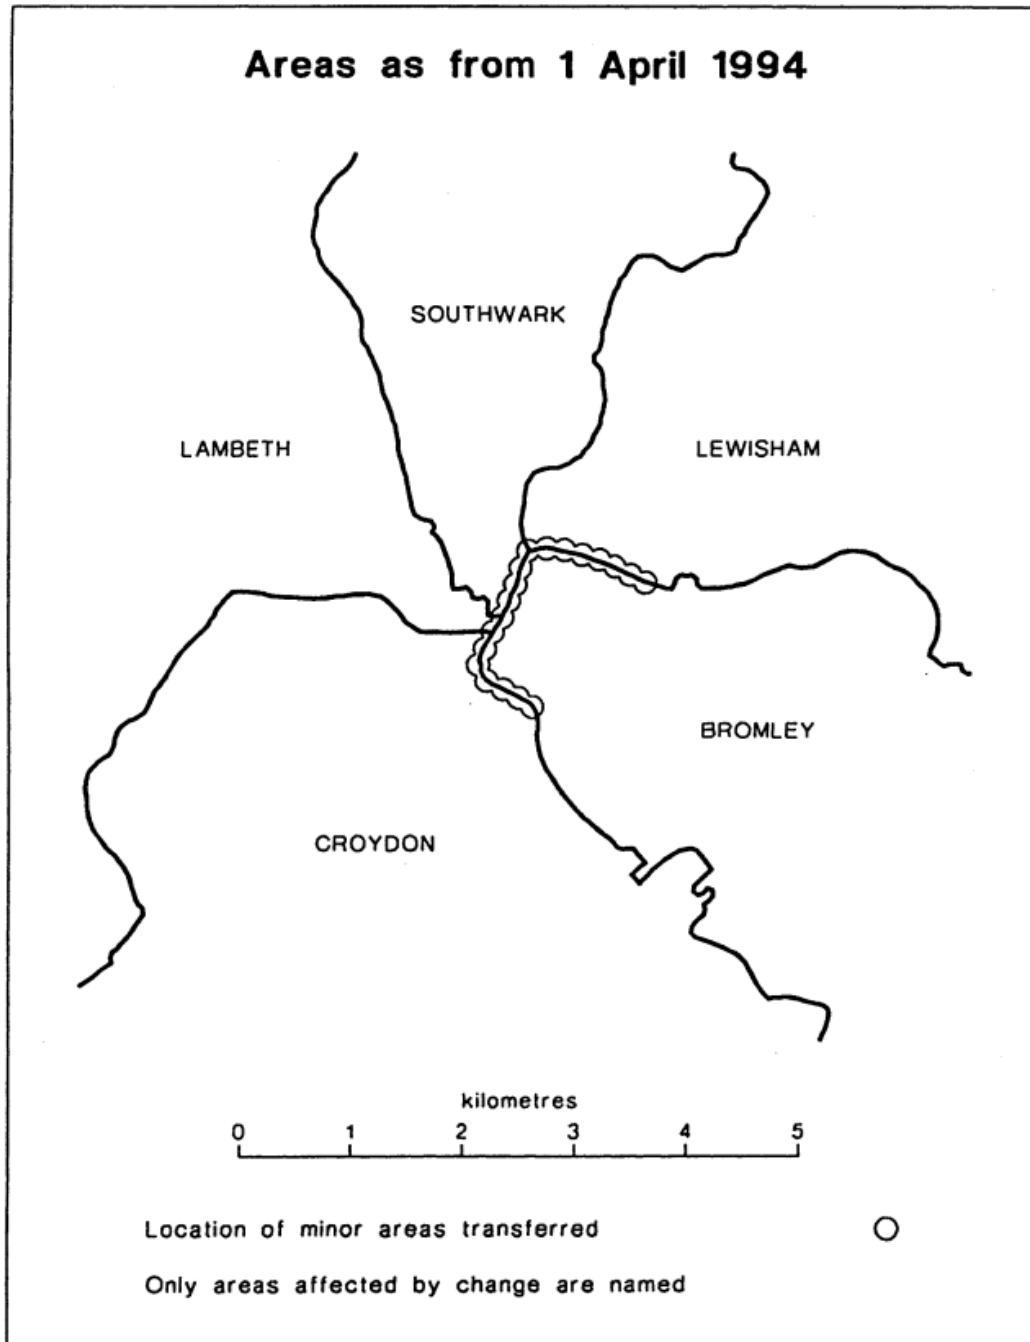 Areas as from 1 April 1994
SOUTHWARK
LAMBETH
LEWISHAM
BROMLEY
CROYDON
kilometres
0 1 2 3 4 5
Location of minor areas transferred
Only areas affected by change are named